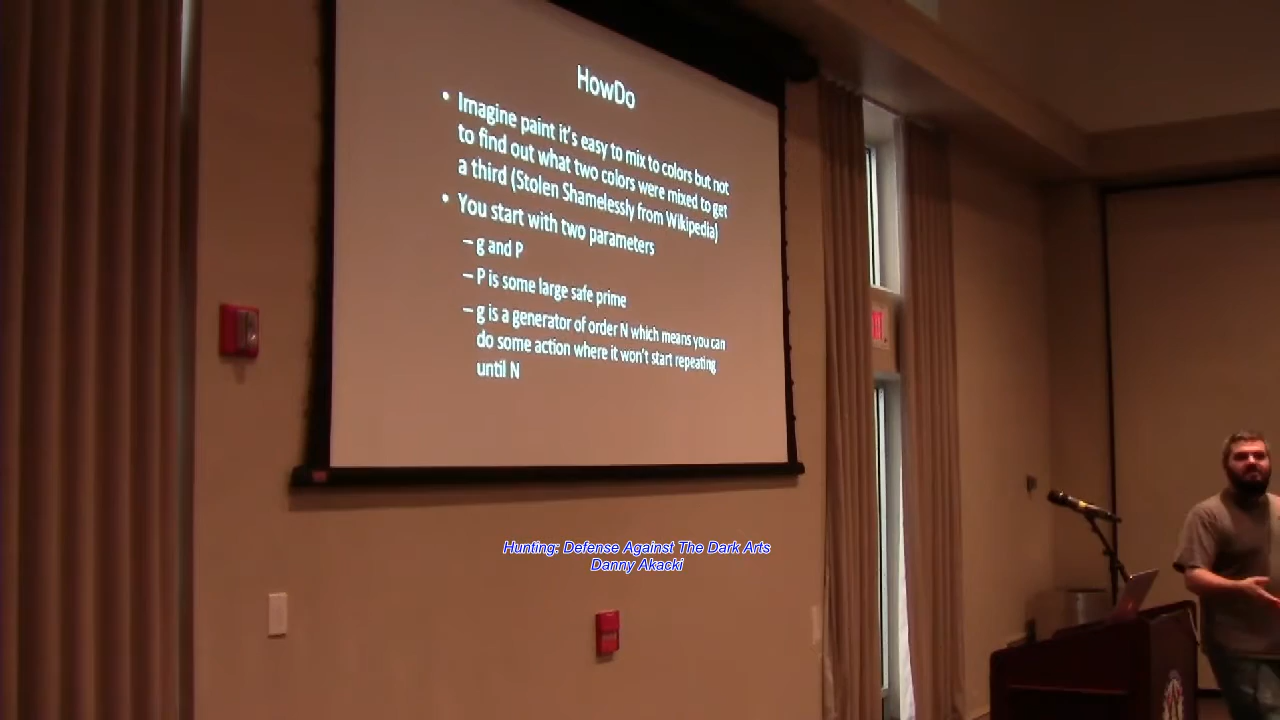 HowDo
• Imagine paint it's easy to mix to colors but not
to find out what two colors were mixed to get
a third (Stolen Shamelessly from Wikipedia)
• You start with two parameters
– g and P
– P is some large safe prime
– g is a generator of order N which means you can
do some action where it won't start repeating
until N
Hunting: Defense Against The Dark Arts
Danny Akacki